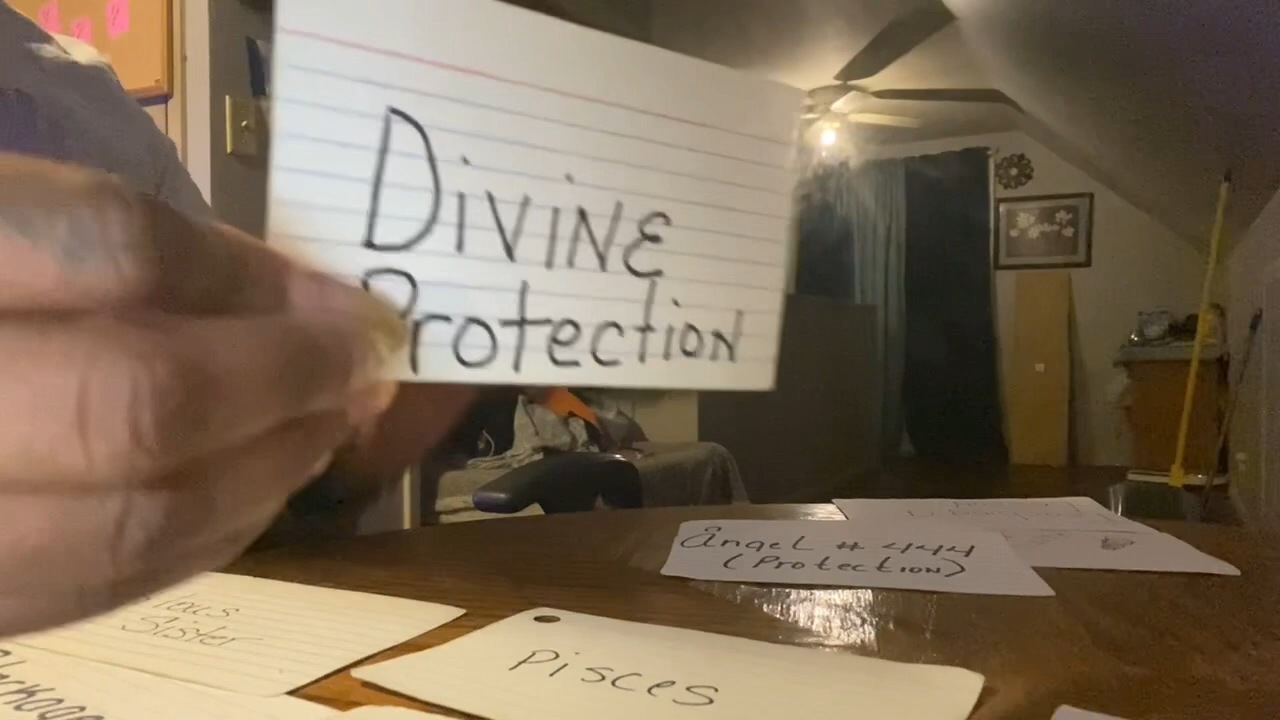 Divine
Protection
Angel # 444
(Protection)
Sister
Pisces